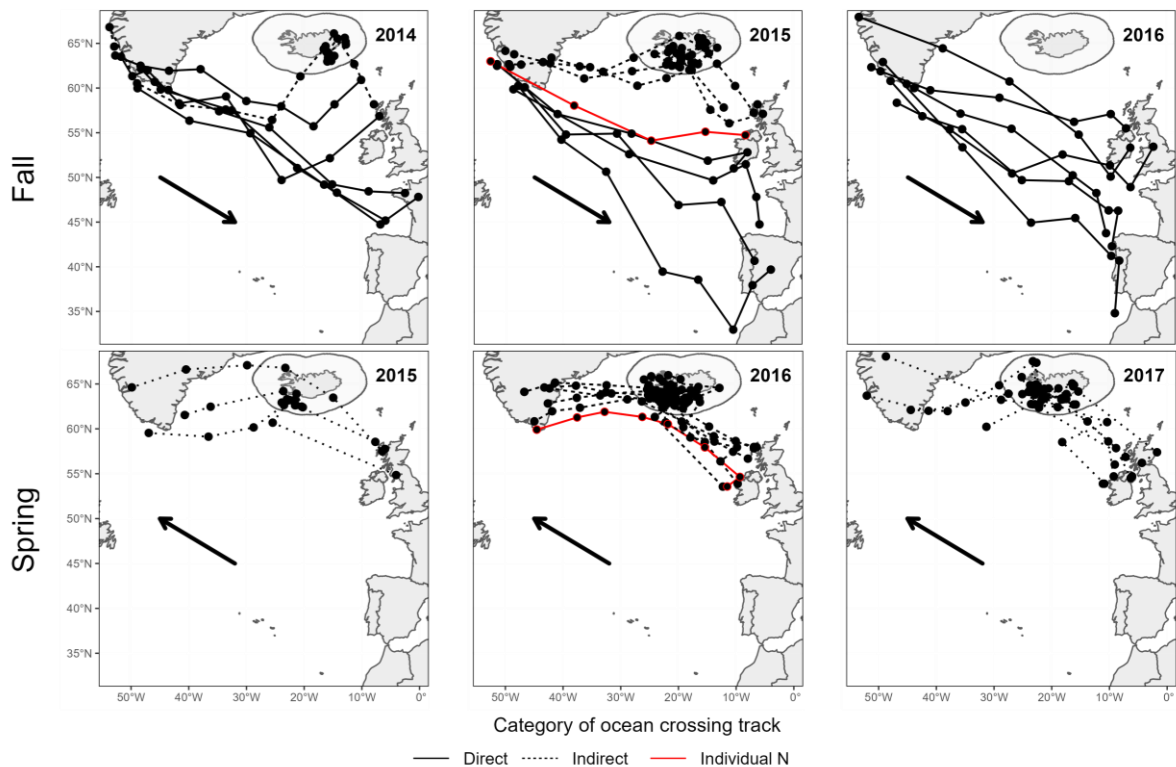 Fall
65°N
60°N
55°N
50°N
45°N
40°N
35°N
2014
2015
2016
Spring
65°N
60°N
55°N
50°N
45°N
40°N
35°N
2015
2016
2017
50°W 40°W 30°W 20°W 10°W 0° 50°W 40°W 30°W 20°W 10°W 0° 50°W 40°W 30°W 20°W 10°W 0°
Category of ocean crossing track
Direct Indirect Individual N